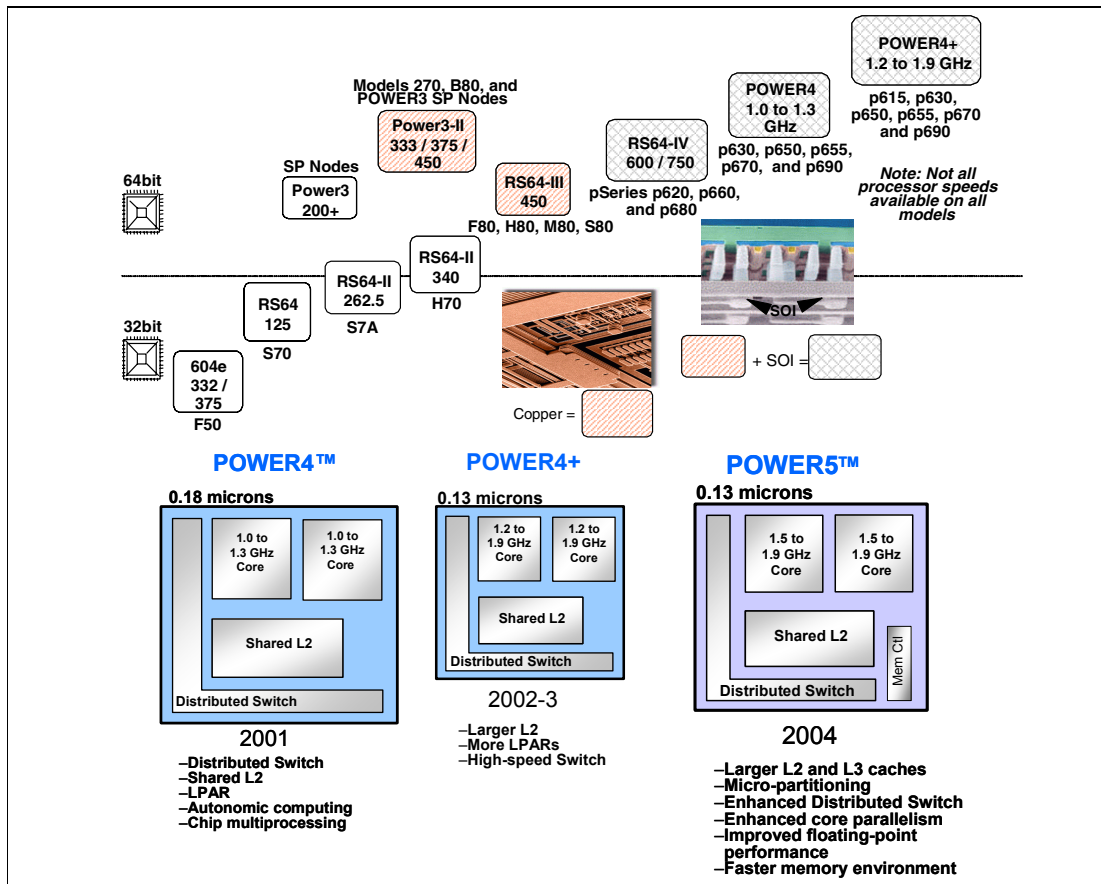 POWER4+
1.2 to 1.9 GHz
p615, p630,
p650, p655, p670
and p690
POWER4
1.0 to 1.3
GHz
p630, p650, p655,
p670, and p690
Note: Not all
processor speeds
available on all
models
Models 270, B80, and
POWER3 SP Nodes
Power3-II
333 / 375 /
450
RS64-IV
600 / 750
pSeries p620, p660,
and p680
SP Nodes
Power3
200+
RS64-III
450
F80, H80, M80, S80
64bit
RS64-II
340
H70
RS64-II
262.5
S7A
RS64
125
S70
32bit
604e
332 /
375
F50
SOI
+ SOI =
Copper =
POWER4™
0.18 microns
1.0 to
1.3 GHz
Core
1.0 to
1.3 GHz
Core
Shared L2
Distributed Switch
2001
–Distributed Switch
–Shared L2
–LPAR
–Autonomic computing
–Chip multiprocessing
POWER4+
0.13 microns
1.2 to
1.9 GHz
Core
1.2 to
1.9 GHz
Core
Shared L2
Distributed Switch
2002-3
–Larger L2
–More LPARs
–High-speed Switch
POWER5™
0.13 microns
1.5 to
1.9 GHz
Core
1.5 to
1.9 GHz
Core
Shared L2
Mem Ctl
Distributed Switch
2004
–Larger L2 and L3 caches
–Micro-partitioning
–Enhanced Distributed Switch
–Enhanced core parallelism
–Improved floating-point
performance
–Faster memory environment